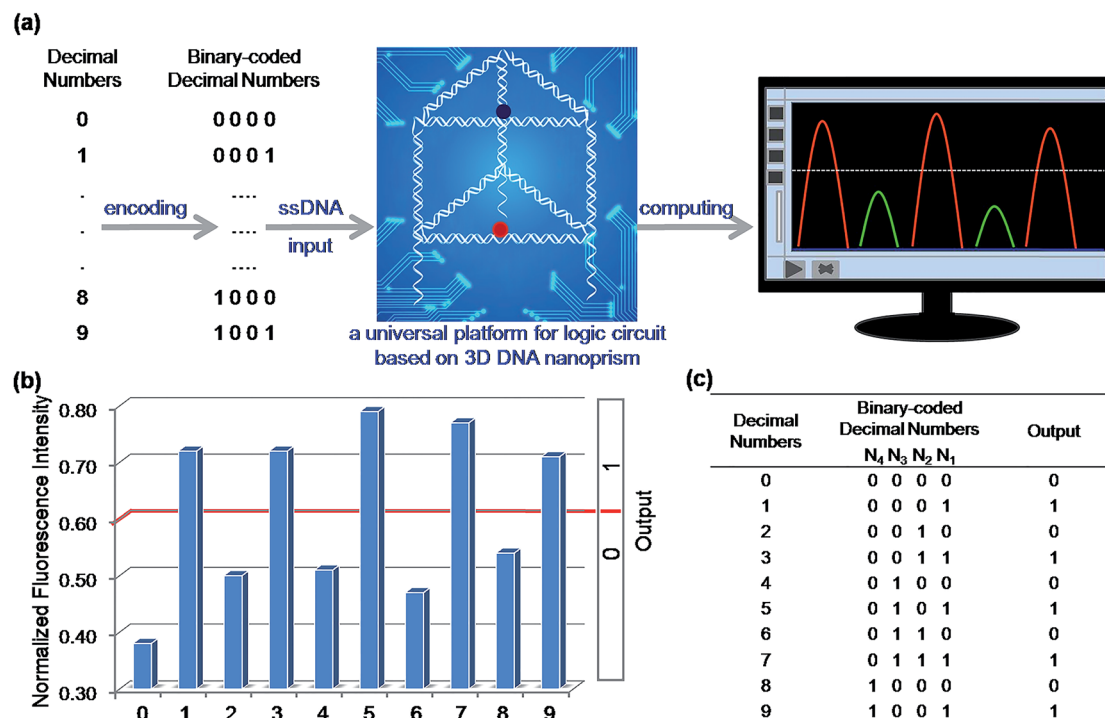 (a)
Decimal
Numbers
Binary-coded
Decimal Numbers
0
0 0 0 0
1
0 0 0 1
.
....
.
....
.
....
encoding
ssDNA
input
computing
8
1 0 0 0
9
1 0 0 1
a universal platform for logic circuit
based on 3D DNA nanoprism
(b)
Normalized Fluorescence Intensity
0.80
0.70
0.60
0.50
0.40
0.30
0 1 2 3 4 5 6 7 8 9
1
0
Output
(c)
Decimal
Numbers
Binary-coded
Decimal Numbers
Output
N4 N3 N2 N1
0 0 0 0 0 0
1 0 0 0 1 1
2 0 0 1 0 0
3 0 0 1 1 1
4 0 1 0 0 0
5 0 1 0 1 1
6 0 1 1 0 0
7 0 1 1 1 1
8 1 0 0 0 0
9 1 0 0 1 1